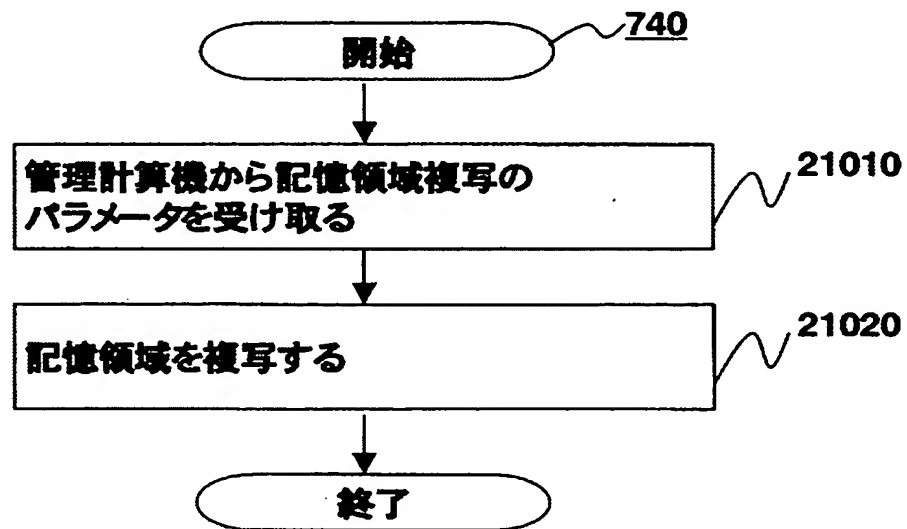 開始
740
管理計算機から記憶領域複写の
パラメータを受け取る
21010
記憶領域を複写する
21020
終了